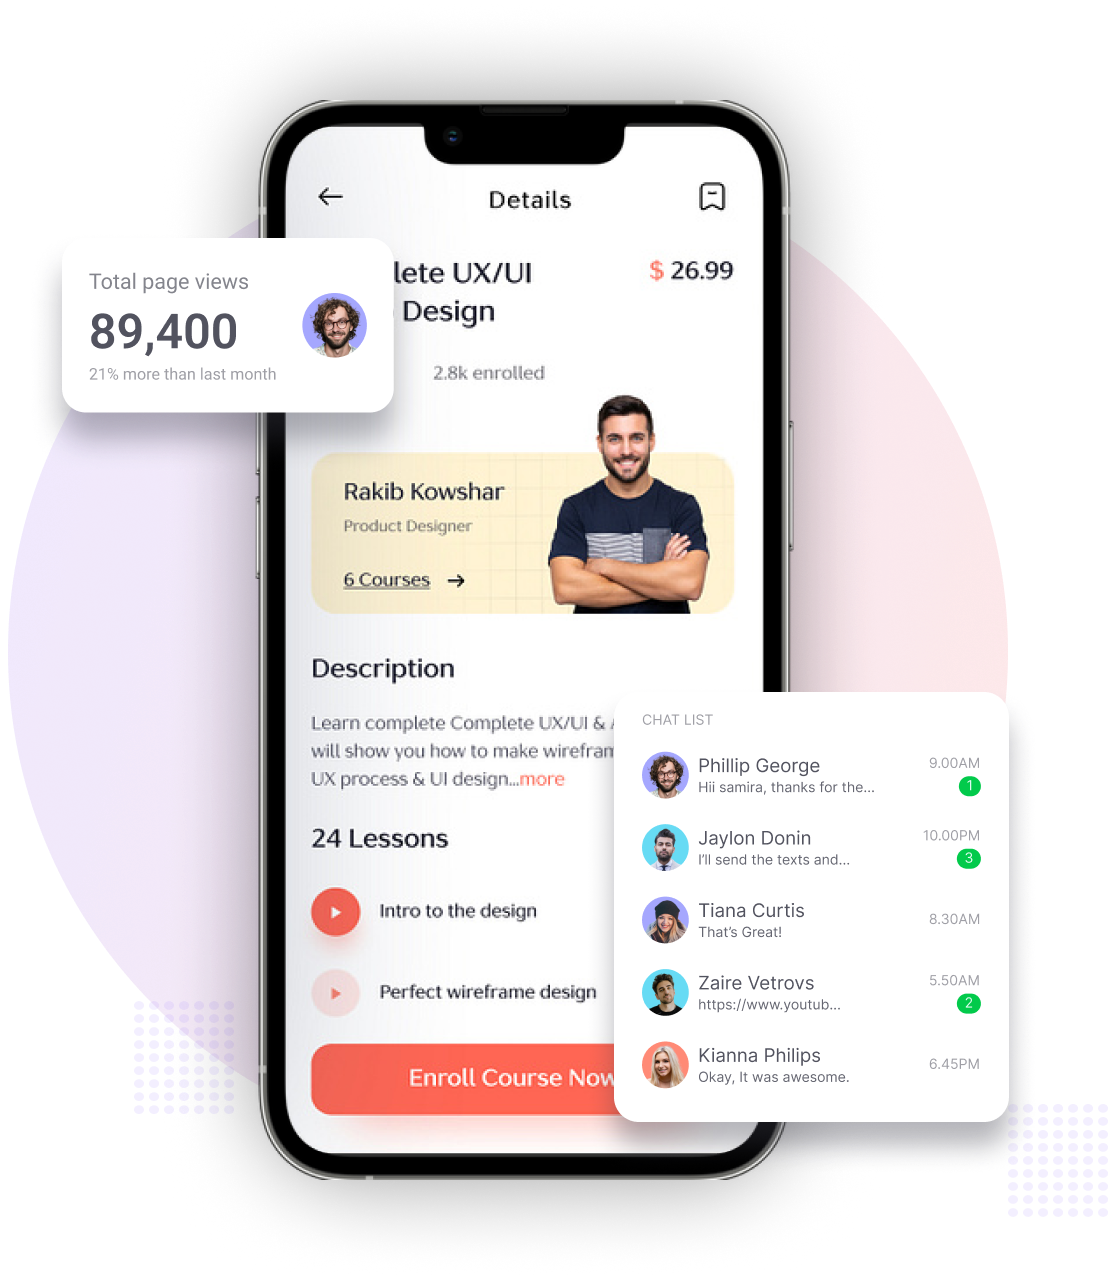 Details
Total page views
89,400
21% more than last month
lete UX/UI
$ 26.99
Design
2.8k enrolled
Rakib Kowshar
Product Designer
6 Courses
Description
Learn complete Complete UX/UI &
will show you how to make wirefram
UX process & UI design...more
24 Lessons
Intro to the design
Perfect wireframe design
Enroll Course Now
CHAT LIST
Phillip George
9.00AM
Hii samira, thanks for the...
1
Jaylon Donin
10.00PM
I'll send the texts and...
3
Tiana Curtis
8.30AM
That's Great!
Zaire Vetrovs
5.50AM
https://www.youtub...
2
Kianna Philips
6.45PM
Okay, It was awesome.